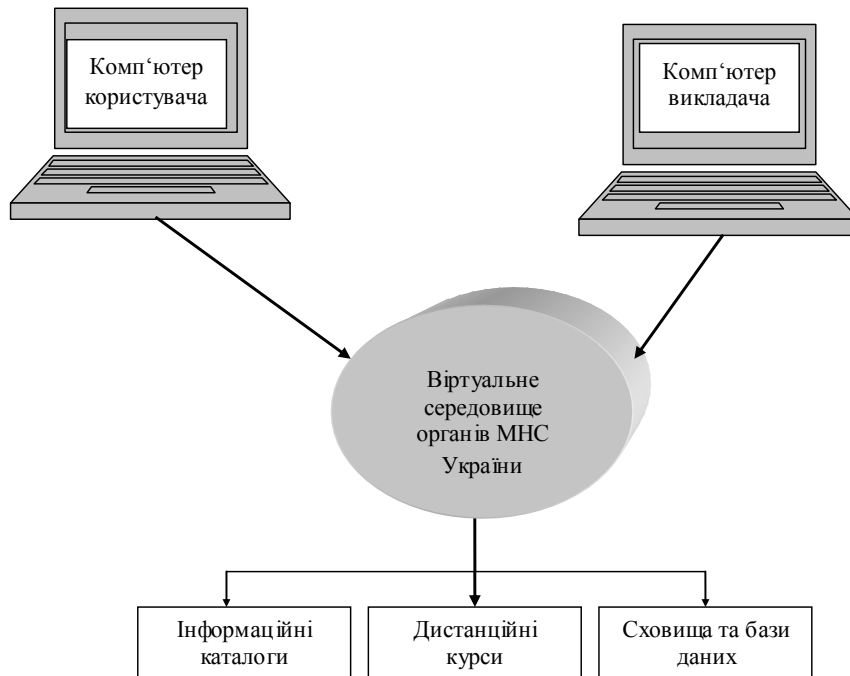 Комп‘ютер
користувача
Комп‘ютер
викладача
Віртуальне
середовище
органів МНС
України
Інформаційні
каталоги
Дистанційні
курси
Сховища та бази
даних